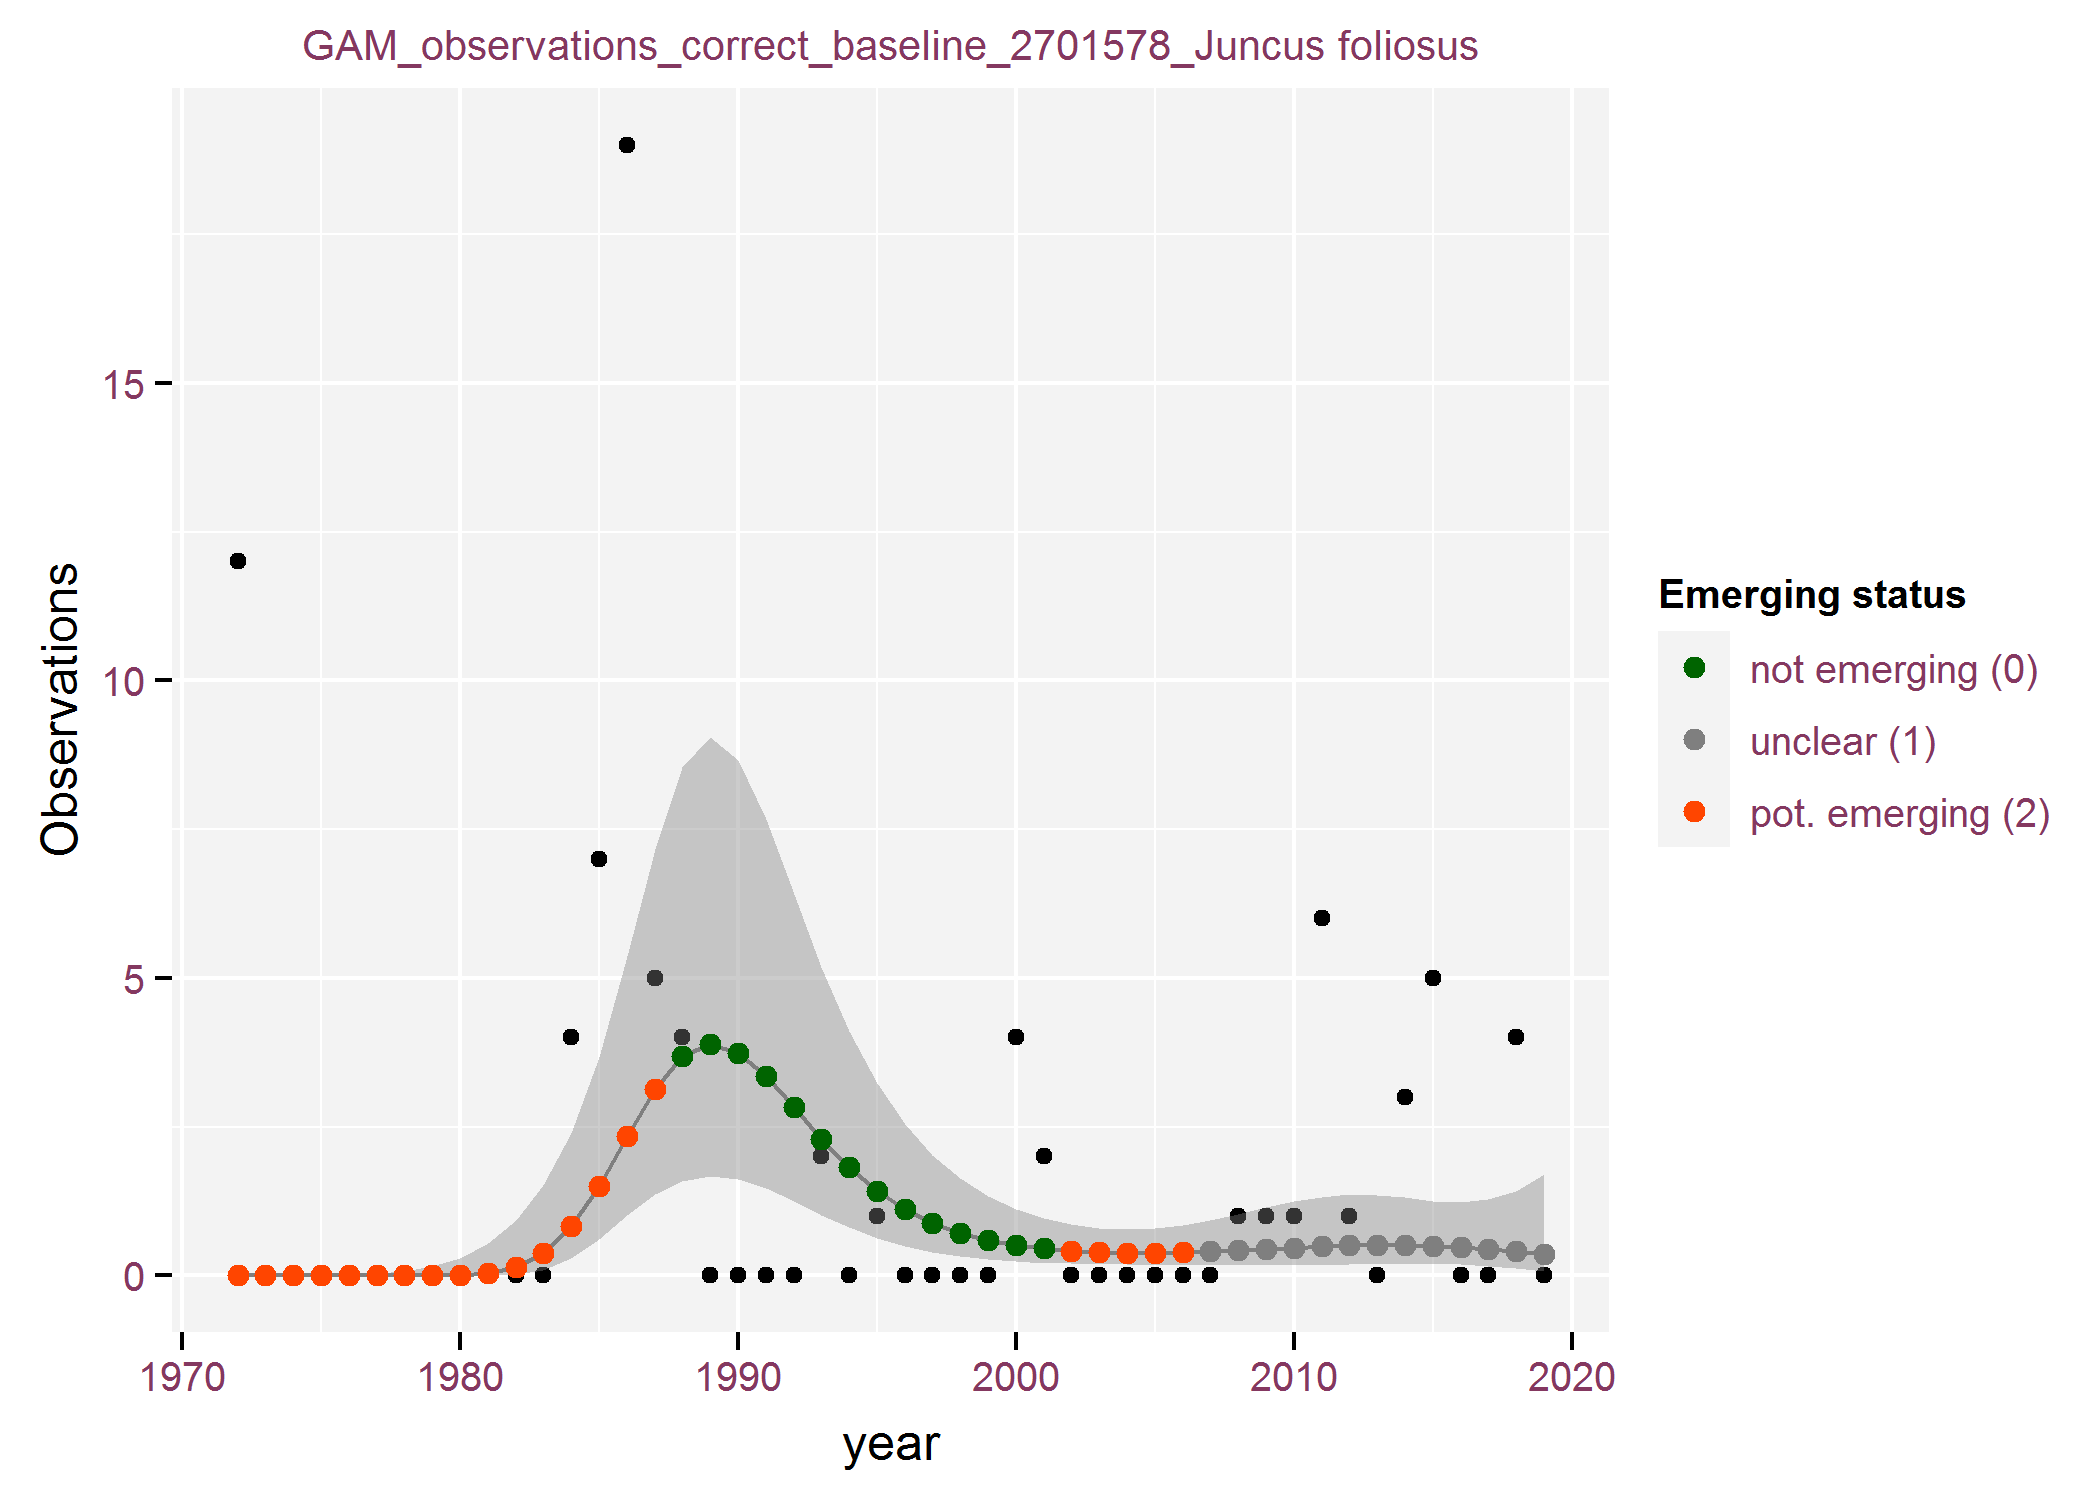 GAM_observations_correct_baseline_2701578_Juncus foliosus
Observations
15
10
5
0
1970 1980 1990 2000 2010 2020
year
Emerging status
not emerging (0)
unclear (1)
pot. emerging (2)